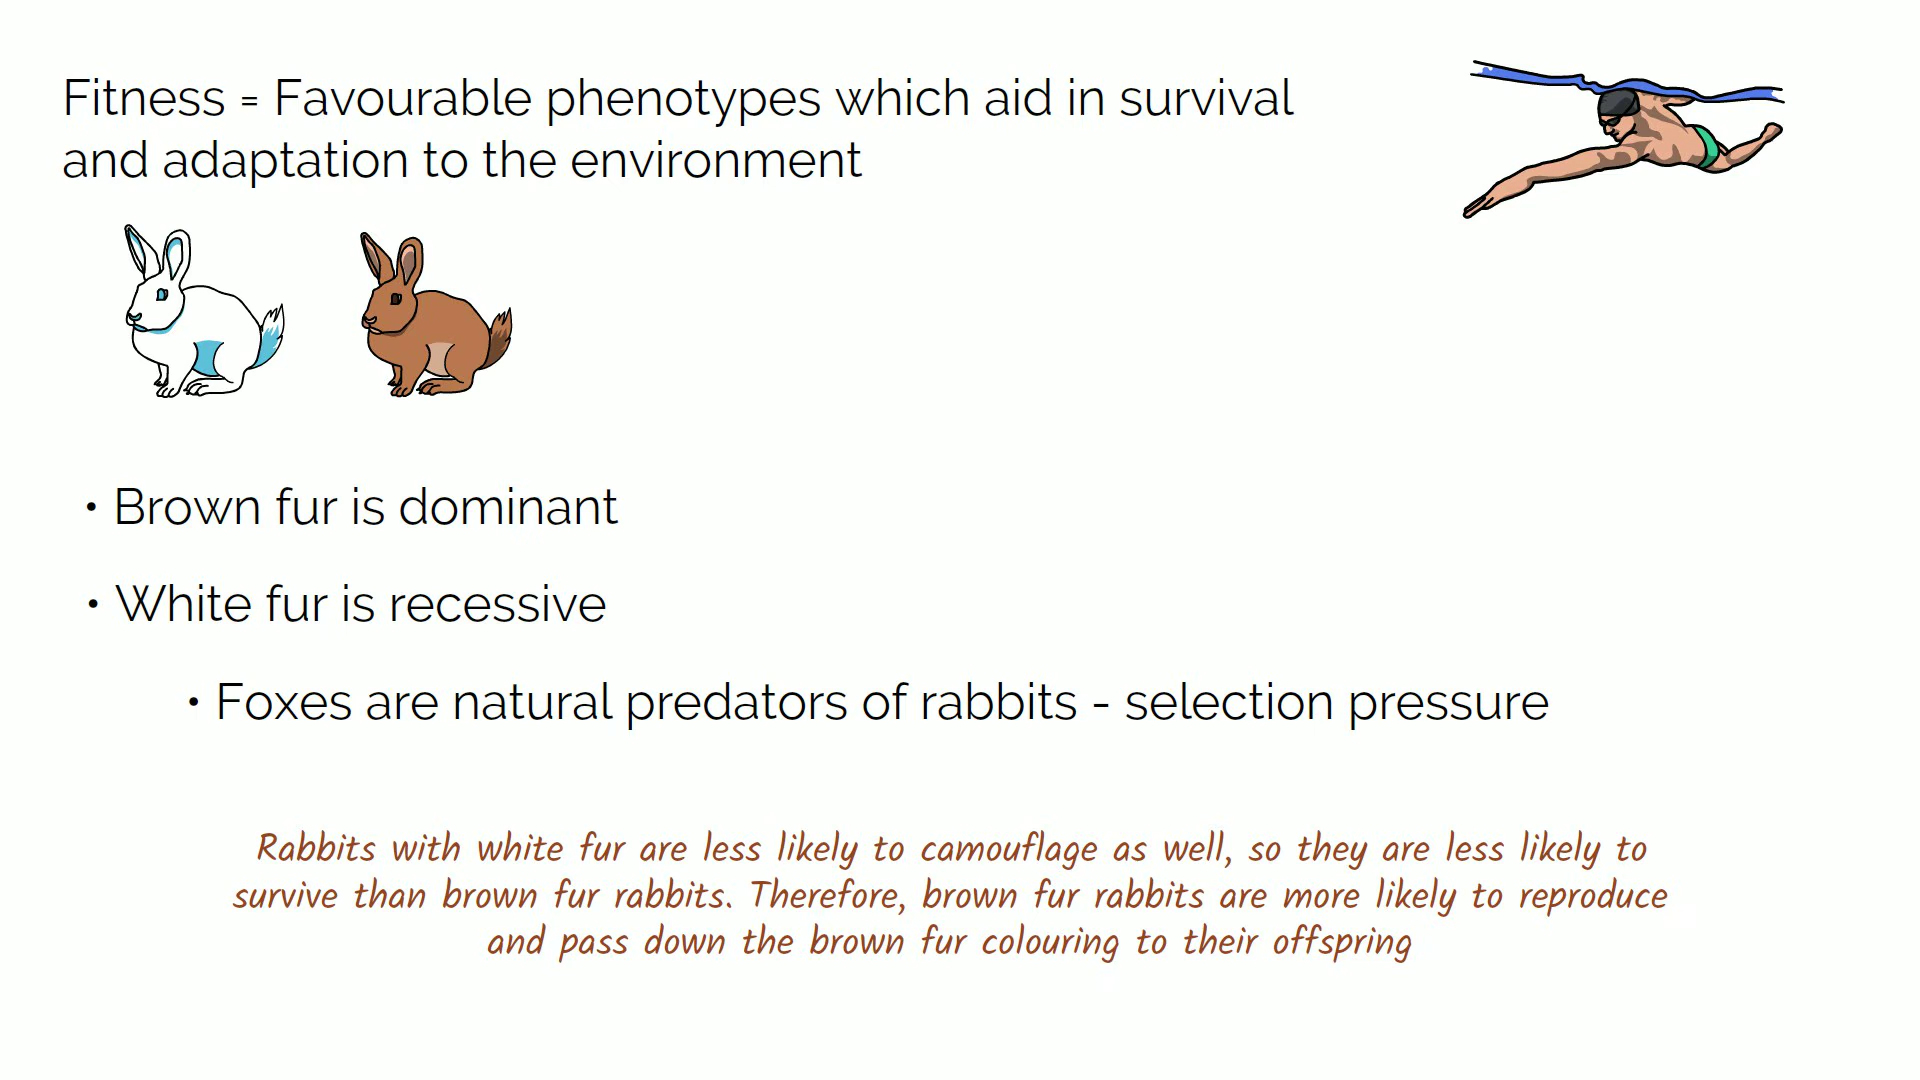 Fitness = Favourable phenotypes which aid in survival
and adaptation to the environment
• Brown fur is dominant
• White fur is recessive
• Foxes are natural predators of rabbits - selection pressure
Rabbits with white fur are less likely to camouflage as well, so they are less likely to
survive than brown fur rabbits. Therefore, brown fur rabbits are more likely to reproduce
and pass down the brown fur colouring to their offspring